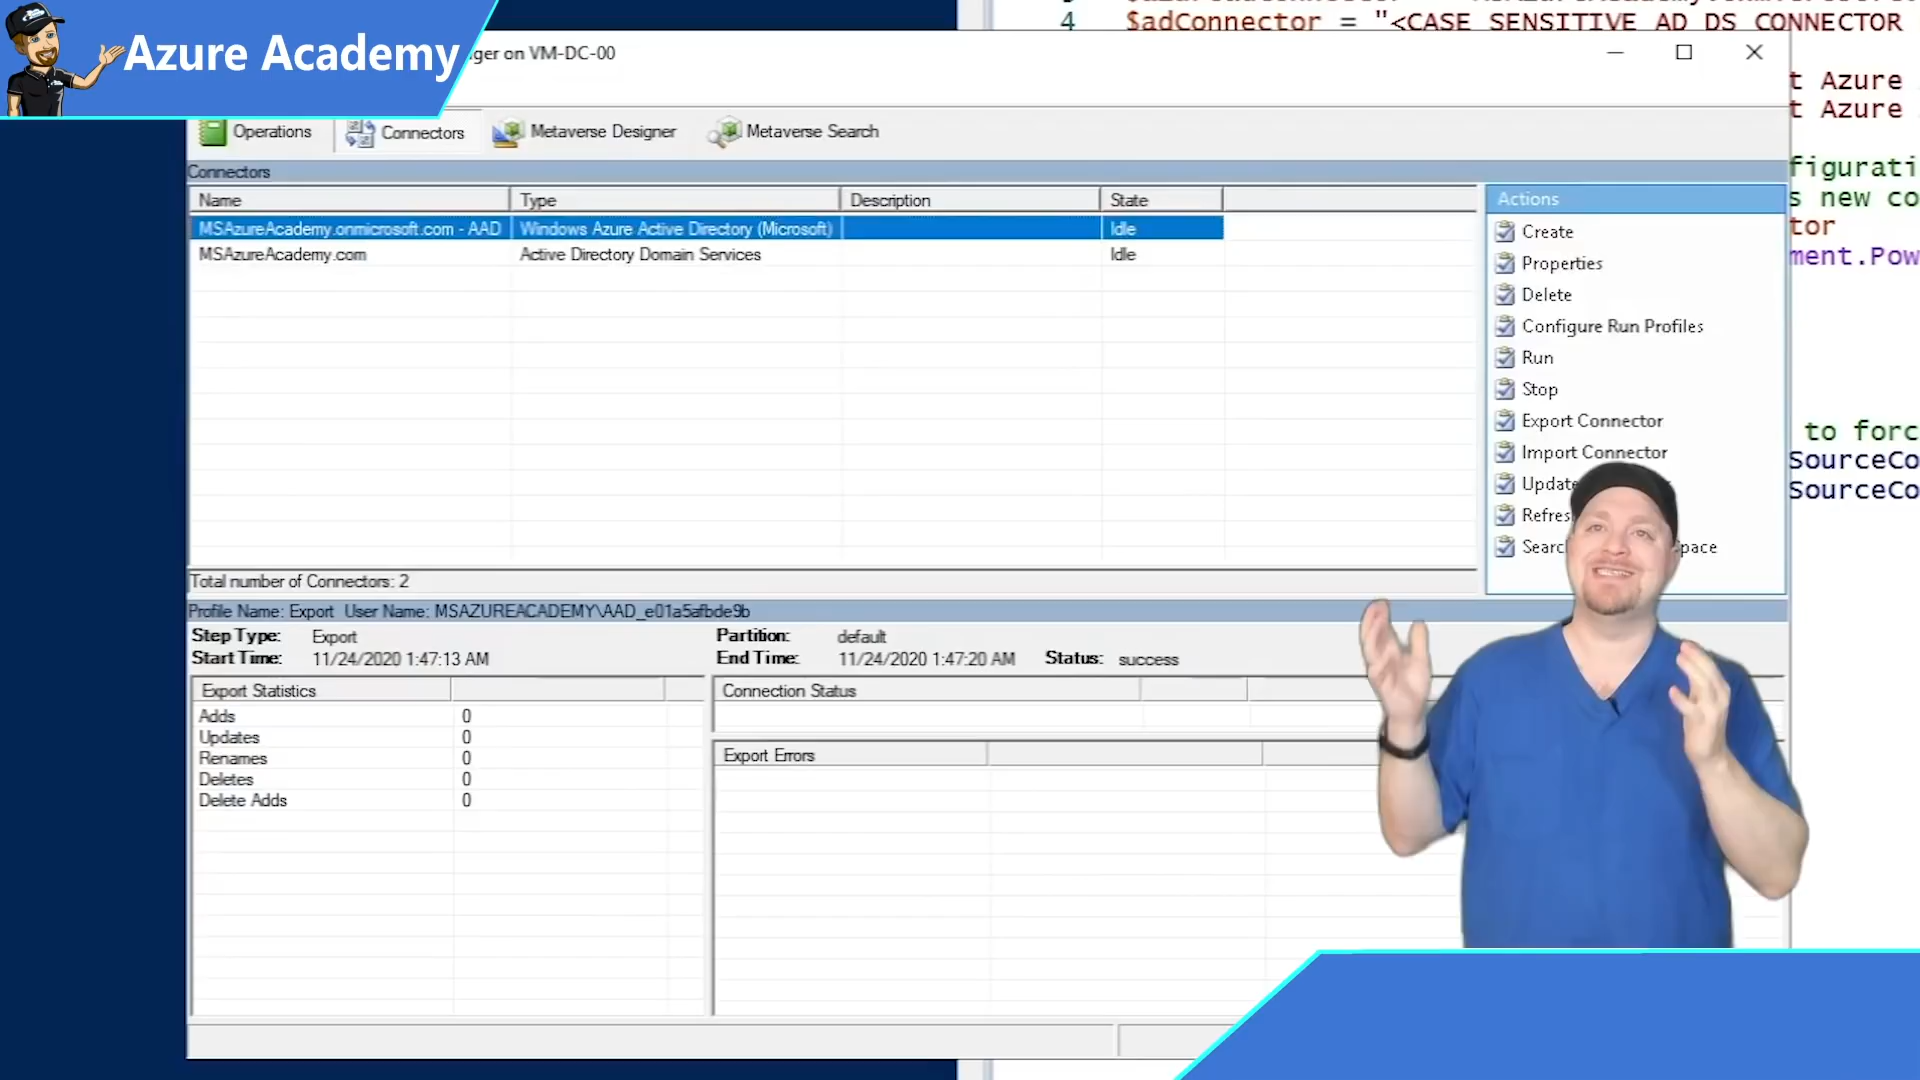 4 $adConnector = "<CASE SENSITIVE AD DS CONNECTOR
Azure Academy
ger on VM-DC-00
t Azure
t Azure
Operations
Connectors
Metaverse Designer
Metaverse Search
figurati
s new co
tor
ment.Pow
Connectors
Name Type Description State
MSAzureAcademy.onmicrosoft.com - AAD Windows Azure Active Directory (Microsoft) Idle
MSAzureAcademy.com Active Directory Domain Services Idle
Actions
Create
Properties
Delete
Configure Run Profiles
Run
Stop
Export Connector
Import Connector
Update
Refres
Searc pace
to forc
SourceCo
SourceCo
Total number of Connectors: 2
Profile Name: Export User Name: MSAZUREACADEMY\AAD_e01a5afbde9b
Step Type: Export Partition: default
Start Time: 11/24/2020 1:47:13 AM End Time: 11/24/2020 1:47:20 AM Status: success
Export Statistics
Adds 0
Updates 0
Renames 0
Deletes 0
Delete Adds 0
Connection Status
Export Errors